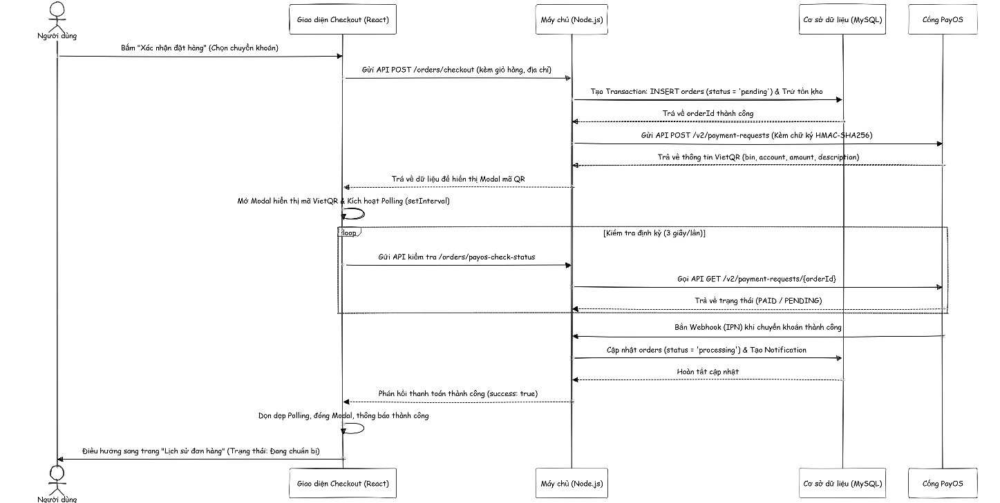 Người dùng
Giao diện Checkout (React)
Máy chủ (Node.js)
Cơ sở dữ liệu (MySQL)
Cổng PayOS
Bấm "Xác nhận đặt hàng" (Chọn chuyển khoản)
Gửi API POST /orders/checkout (kèm giỏ hàng, địa chỉ)
Tạo Transaction: INSERT orders (status = 'pending') & Trừ tồn kho
Trả về orderId thành công
Gửi API POST /v2/payment-requests (Kèm chữ ký HMAC-SHA256)
Trả về thông tin VietQR (bin, account, amount, description)
Trả về dữ liệu để hiển thị Modal mã QR
Mở Modal hiển thị mã VietQR & Kích hoạt Polling (setInterval)
loop
[Kiểm tra định kỳ (3 giây/lần)]
Gửi API kiểm tra /orders/payos-check-status
Gọi API GET /v2/payment-requests/{orderId}
Trả về trạng thái (PAID / PENDING)
Bắn Webhook (IPN) khi chuyển khoản thành công
Cập nhật orders (status = 'processing') & Tạo Notification
Hoàn tất cập nhật
Phản hồi thanh toán thành công (success: true)
Dọn dẹp Polling, đóng Modal, thông báo thành công
Điều hướng sang trang "Lịch sử đơn hàng" (Trạng thái: Đang chuẩn bị)
Người dùng
Giao diện Checkout (React)
Máy chủ (Node.js)
Cơ sở dữ liệu (MySQL)
Cổng PayOS